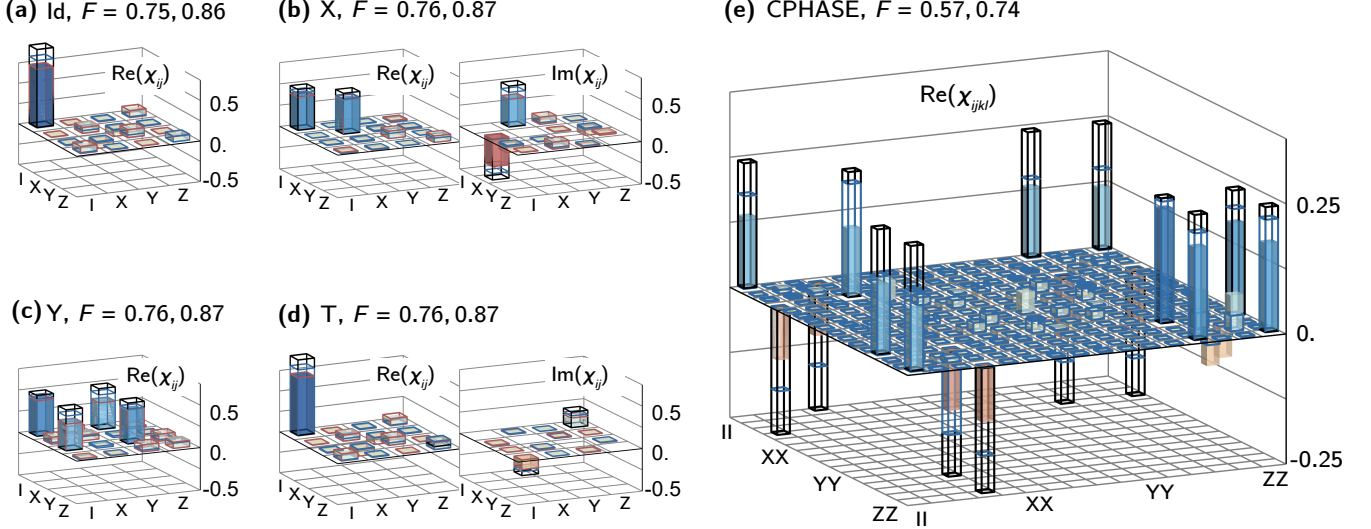 (a) Id, F = 0.75, 0.86
Re(χij)
0.5
0.
-0.5
I
X
Y
Z
I
X
Y
Z
(b) X, F = 0.76, 0.87
Re(χij)
I
X
Y
Z
I
X
Y
Z
Im(χij)
0.5
0.
-0.5
I
X
Y
Z
I
X
Y
Z
(c) Y, F = 0.76, 0.87
Re(χij)
0.5
0.
-0.5
I
X
Y
Z
I
X
Y
Z
(d) T, F = 0.76, 0.87
Re(χij)
I
X
Y
Z
I
X
Y
Z
Im(χij)
0.5
0.
-0.5
I
X
Y
Z
I
X
Y
Z
(e) CPHASE, F = 0.57, 0.74
Re(χijkl)
0.25
0.
-0.25
II
XX
YY
ZZ
II
XX
YY
ZZ